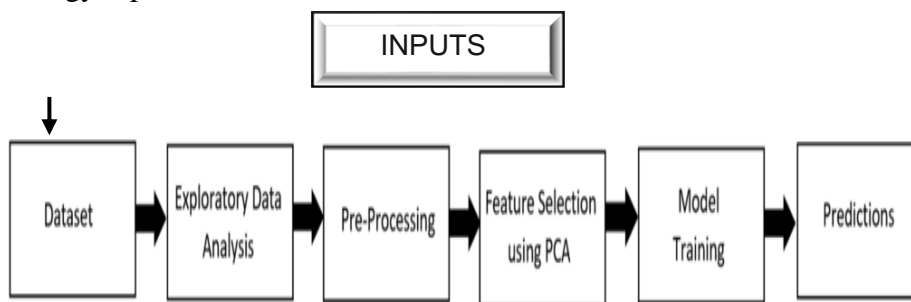 INPUTS
Dataset
Exploratory Data
Analysis
Pre-Processing
Feature Selection
using PCA
Model
Training
Predictions